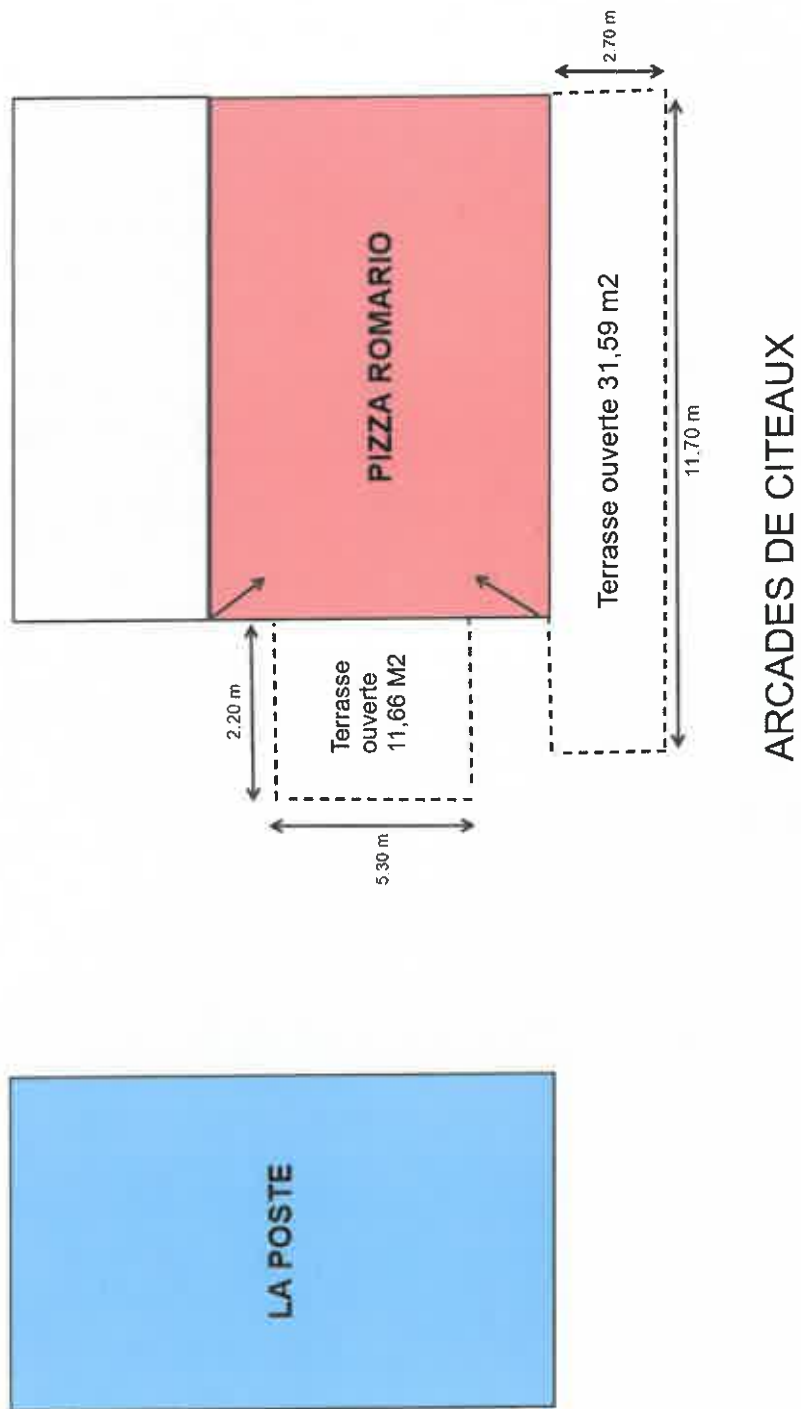 2.70 m
PIZZA ROMARIO
Terrasse ouverte 31,59 m2
11.70 m
2.20 m
Terrasse
ouverte
11,66 M2
5.30 m
ARCADES DE CITEAUX
LA POSTE